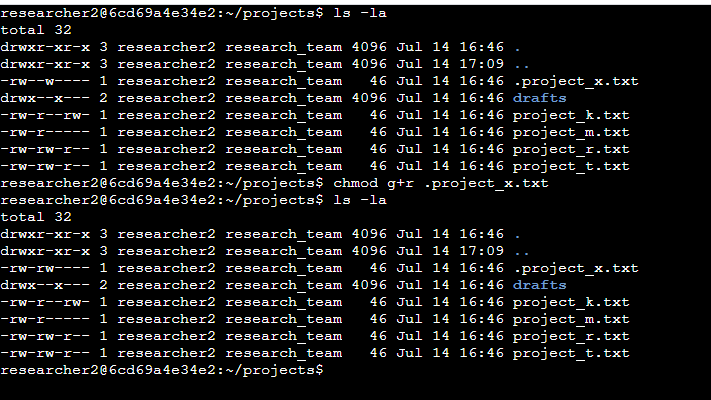 researcher2@6cd69a4e34e2:~/projects$ ls -la
total 32
drwxr-xr-x 3 researcher2 research_team 4096 Jul 14 16:46 .
drwxr-xr-x 3 researcher2 research_team 4096 Jul 14 17:09 ..
-rw--w---- 1 researcher2 research_team   46 Jul 14 16:46 .project_x.txt
drwx--x--- 2 researcher2 research_team 4096 Jul 14 16:46 drafts
-rw-r--rw- 1 researcher2 research_team   46 Jul 14 16:46 project_k.txt
-rw-r----- 1 researcher2 research_team   46 Jul 14 16:46 project_m.txt
-rw-rw-r-- 1 researcher2 research_team   46 Jul 14 16:46 project_r.txt
-rw-rw-r-- 1 researcher2 research_team   46 Jul 14 16:46 project_t.txt
researcher2@6cd69a4e34e2:~/projects$ chmod g+r .project_x.txt
researcher2@6cd69a4e34e2:~/projects$ ls -la
total 32
drwxr-xr-x 3 researcher2 research_team 4096 Jul 14 16:46 .
drwxr-xr-x 3 researcher2 research_team 4096 Jul 14 17:09 ..
-rw-rw---- 1 researcher2 research_team   46 Jul 14 16:46 .project_x.txt
drwx--x--- 2 researcher2 research_team 4096 Jul 14 16:46 drafts
-rw-r--rw- 1 researcher2 research_team   46 Jul 14 16:46 project_k.txt
-rw-r----- 1 researcher2 research_team   46 Jul 14 16:46 project_m.txt
-rw-rw-r-- 1 researcher2 research_team   46 Jul 14 16:46 project_r.txt
-rw-rw-r-- 1 researcher2 research_team   46 Jul 14 16:46 project_t.txt
researcher2@6cd69a4e34e2:~/projects$